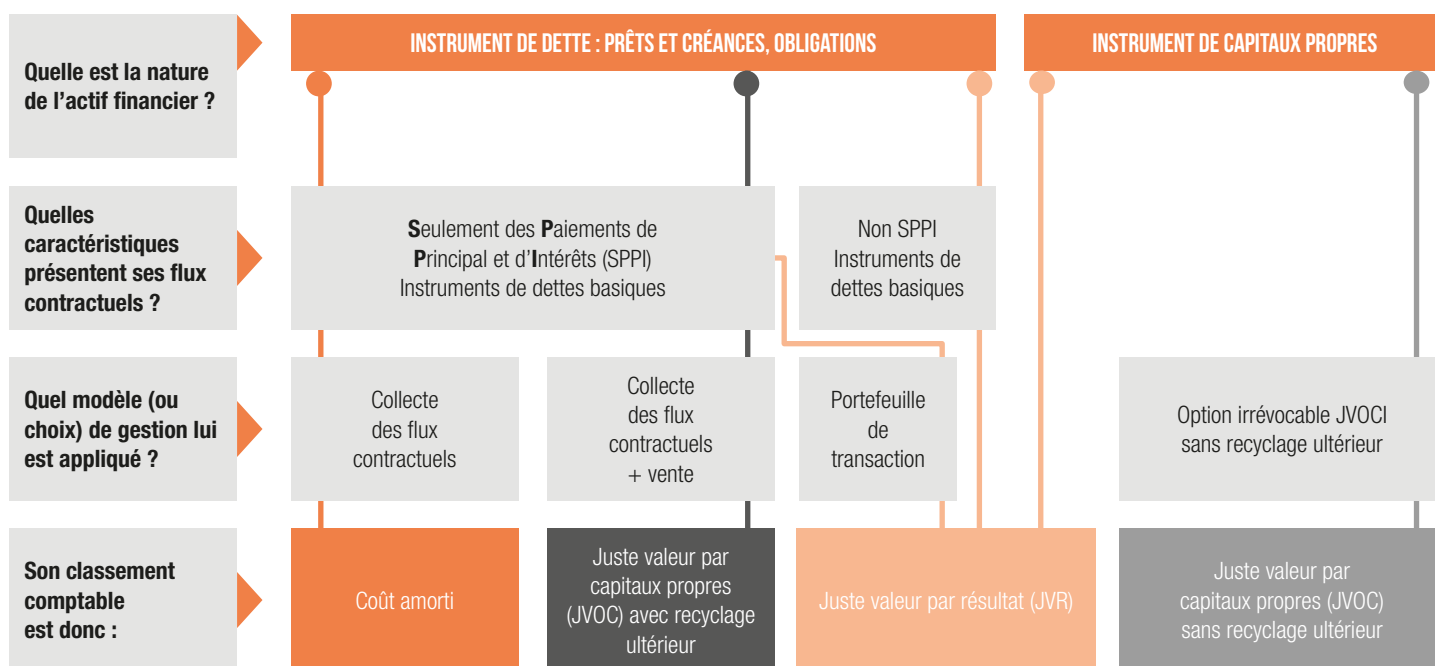 Quelle est la nature
de l'actif financier ?
INSTRUMENT DE DETTE : PRÊTS ET CRÉANCES, OBLIGATIONS
INSTRUMENT DE CAPITAUX PROPRES
Quelles
caractéristiques
présentent ses flux
contractuels ?
Seulement des Paiements de
Principal et d'Intérêts (SPPI)
Instruments de dettes basiques
Non SPPI
Instruments de
dettes basiques
Quel modèle (ou
choix) de gestion lui
est appliqué ?
Collecte
des flux
contractuels
Collecte
des flux
contractuels
+ vente
Portefeuille
de
transaction
Option irrévocable JVOCI
sans recyclage ultérieur
Son classement
comptable
est donc :
Coût amorti
Juste valeur par
capitaux propres
(JVOC) avec recyclage
ultérieur
Juste valeur par résultat (JVR)
Juste valeur par
capitaux propres (JVOC)
sans recyclage ultérieur